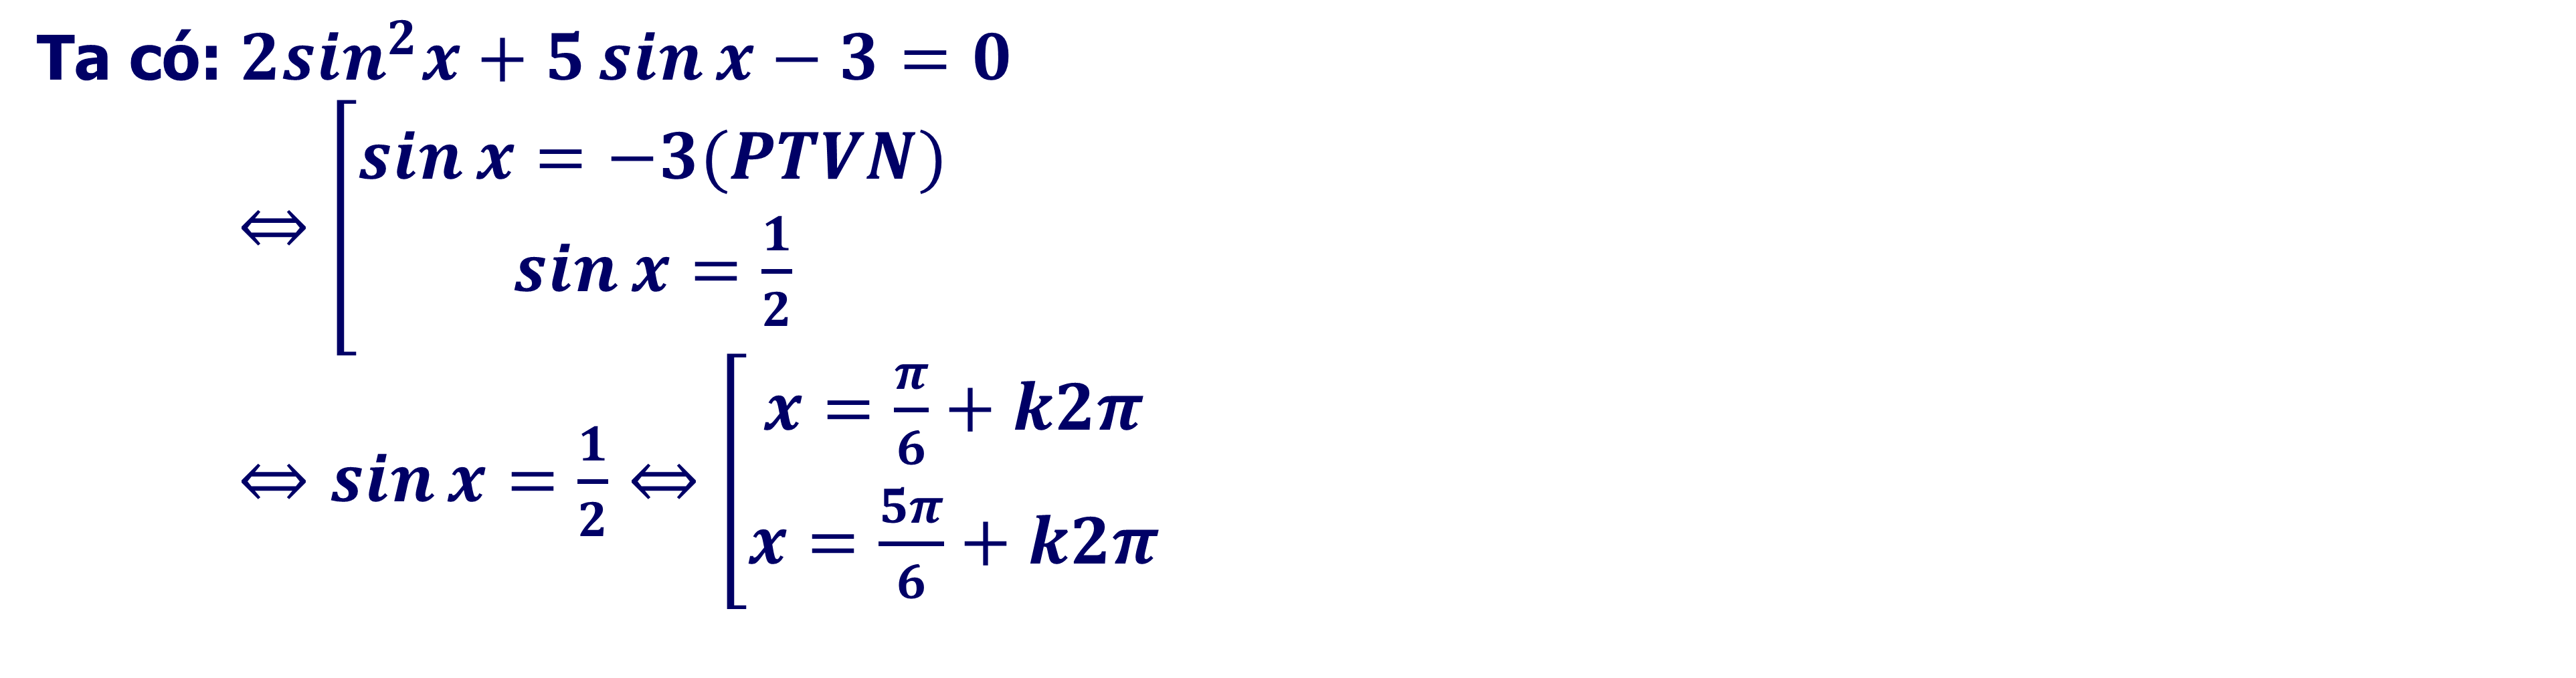 Ta có: 2sin²x + 5 sin x − 3 = 0
⇔ [ sin x = −3(PTVN)
sin x = 1/2
⇔ sin x = 1/2 ⇔ [ x = π/6 + k2π
x = 5π/6 + k2π